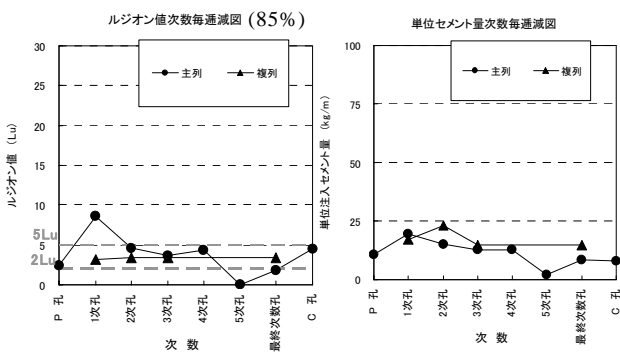 ルジオン値次数毎逓減図 (85%)
ルジオン値 (Lu)
30
25
20
15
10
5
0
5Lu
2Lu
主列
複列
P 孔
1次孔
2次孔
3次孔
4次孔
5次孔
最終次数孔
C 孔
次 数
単位セメント量次数毎逓減図
単位注入セメント量 (kg/m)
100
75
50
25
0
主列
複列
P 孔
1次孔
2次孔
3次孔
4次孔
5次孔
最終次数孔
C 孔
次 数